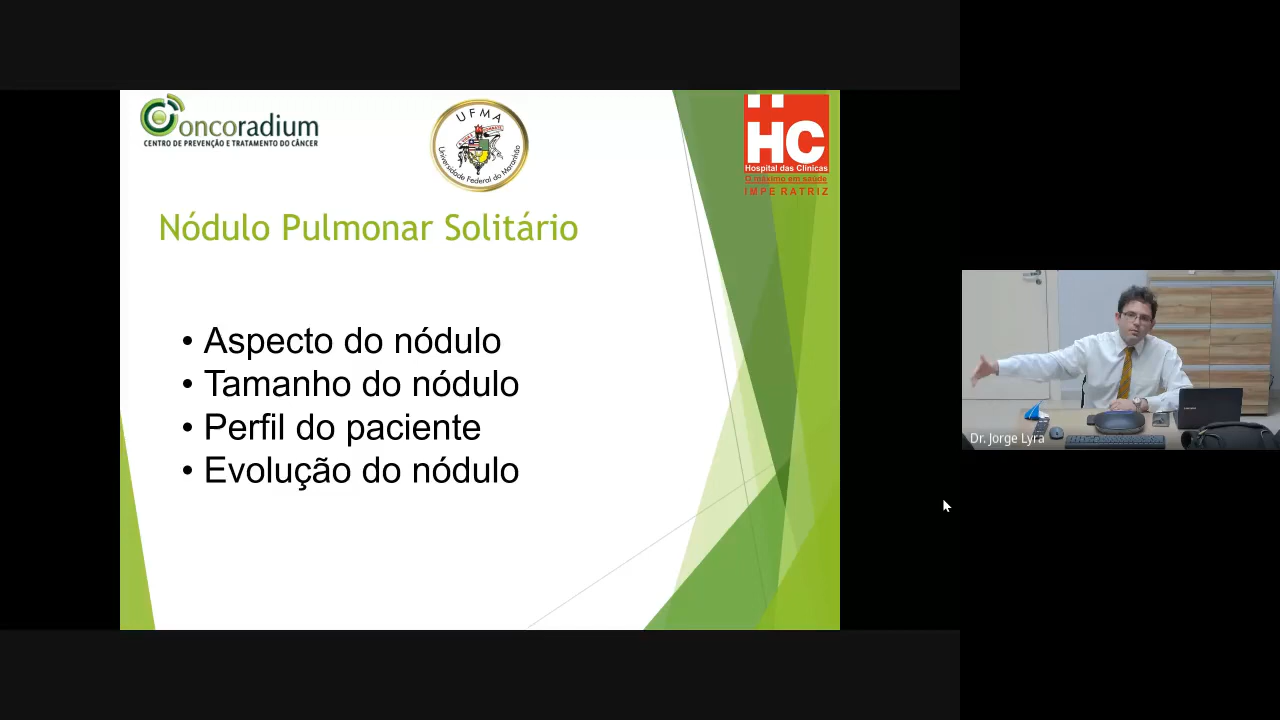 oncoradium
CENTRO DE PREVENÇÃO E TRATAMENTO DO CÂNCER
UFMA
Universidade Federal do Maranhão
HC
Hospital das Clínicas
O máximo em saúde
IMPERATRIZ
Nódulo Pulmonar Solitário
• Aspecto do nódulo
• Tamanho do nódulo
• Perfil do paciente
• Evolução do nódulo
Dr. Jorge Lyra